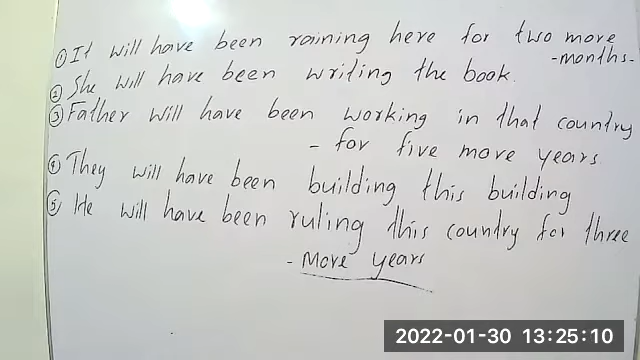 ① It will have been raining here for two more
- months -
② She will have been writing the book.
③ Father will have been working in that country
- for five more years
④ They will have been building this building
⑤ He will have been ruling this country for three
- More years
2022-01-30 13:25:10